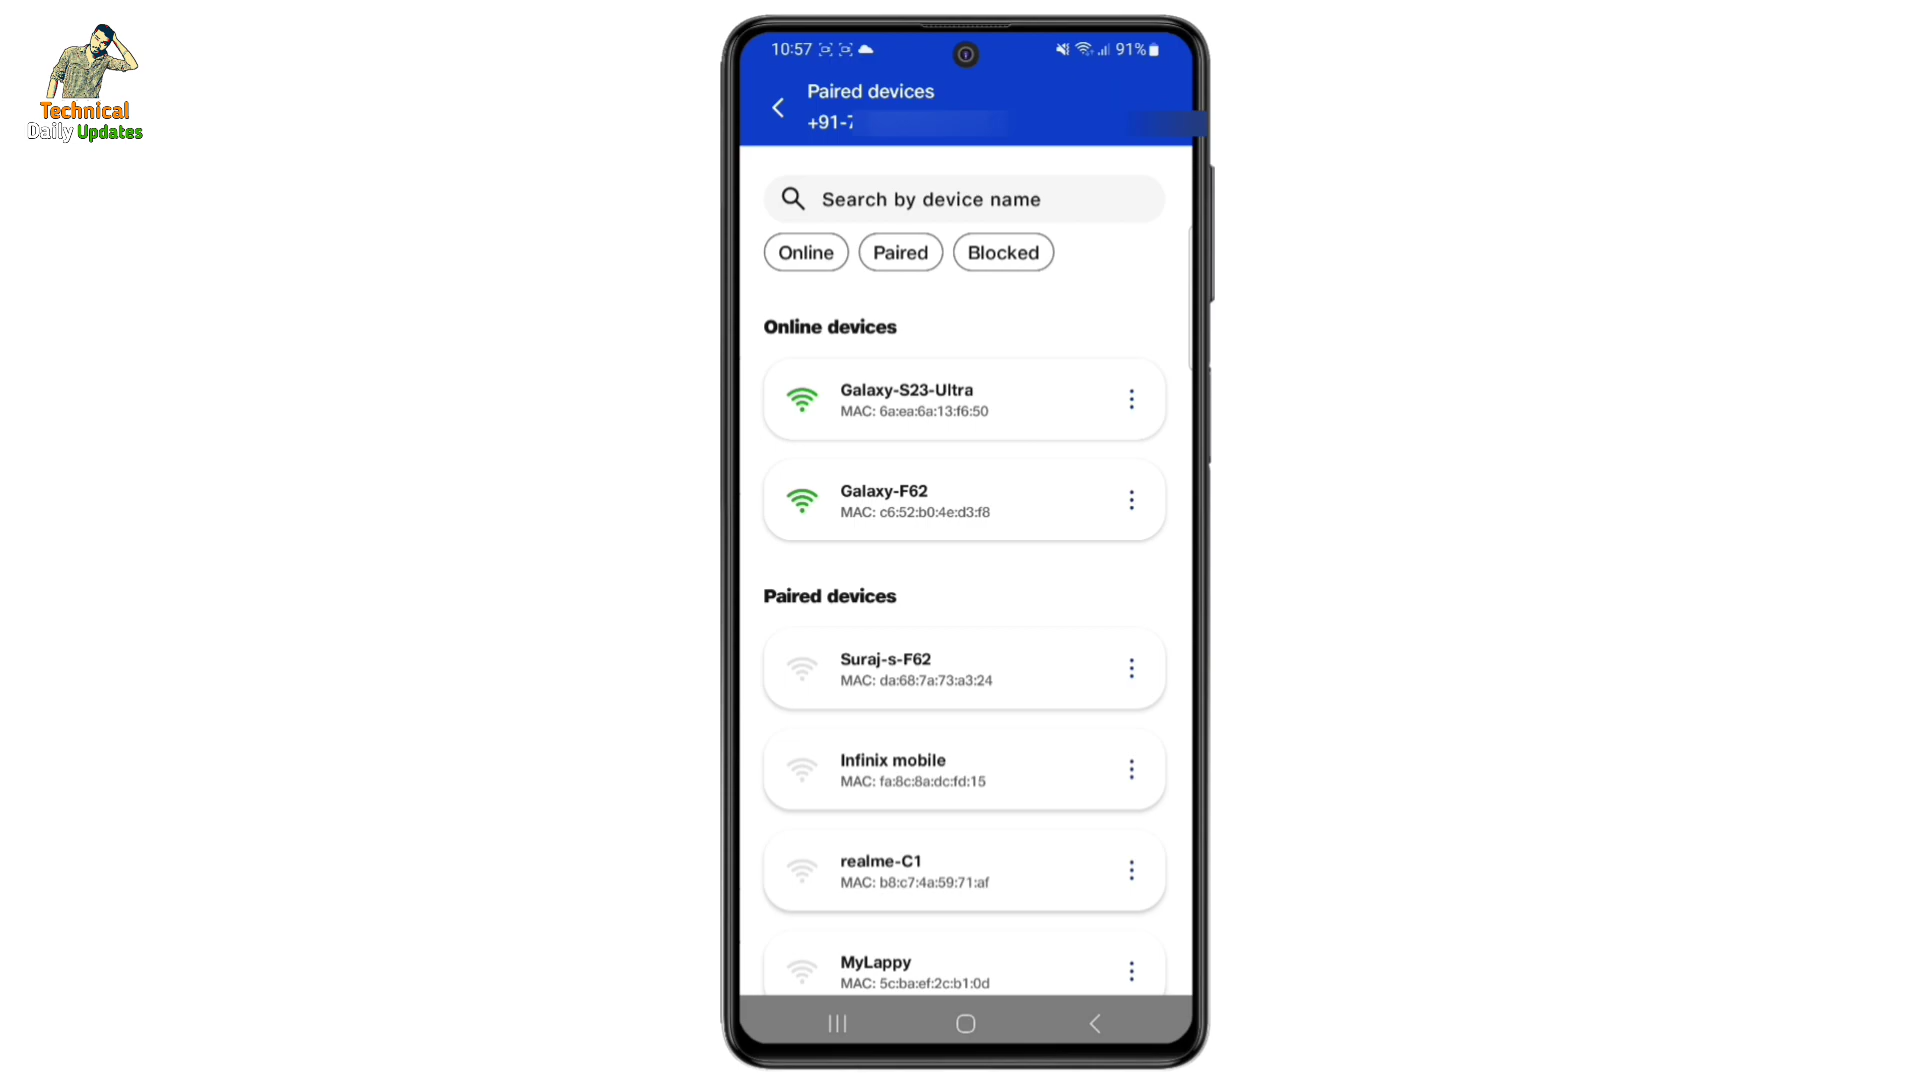 Technical
Daily Updates
10:57
91%
Paired devices
+91-7
Search by device name
Online Paired Blocked
Online devices
Galaxy-S23-Ultra
MAC: 6a:ea:6a:13:f6:50
Galaxy-F62
MAC: c6:52:b0:4e:d3:f8
Paired devices
Suraj-s-F62
MAC: da:68:7a:73:a3:24
Infinix mobile
MAC: fa:8c:8a:dc:fd:15
realme-C1
MAC: b8:c7:4a:59:71:af
MyLappy
MAC: 5c:ba:ef:2c:b1:0d